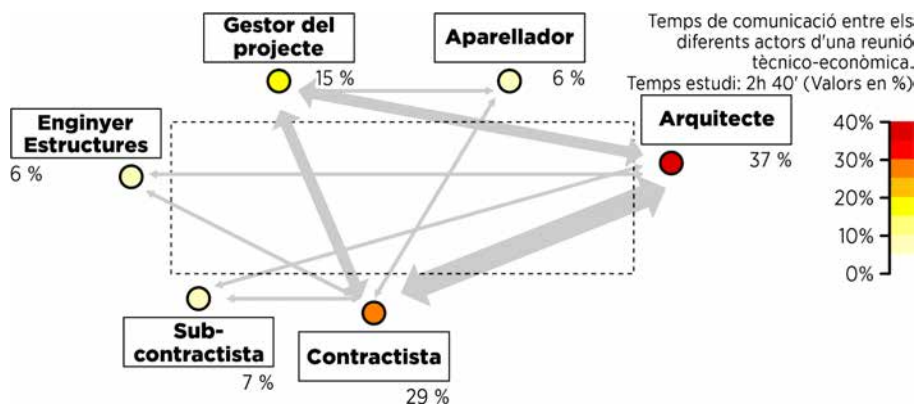 Gestor del
projecte
15 %
Aparellador
6 %
Temps de comunicació entre els
diferents actors d'una reunió
tècnico-econòmica.
Temps estudi: 2h 40' (Valors en %)
Enginyer
Estructures
6 %
Arquitecte
37 %
40%
30%
20%
10%
0%
Sub-
contractista
7 %
Contractista
29 %